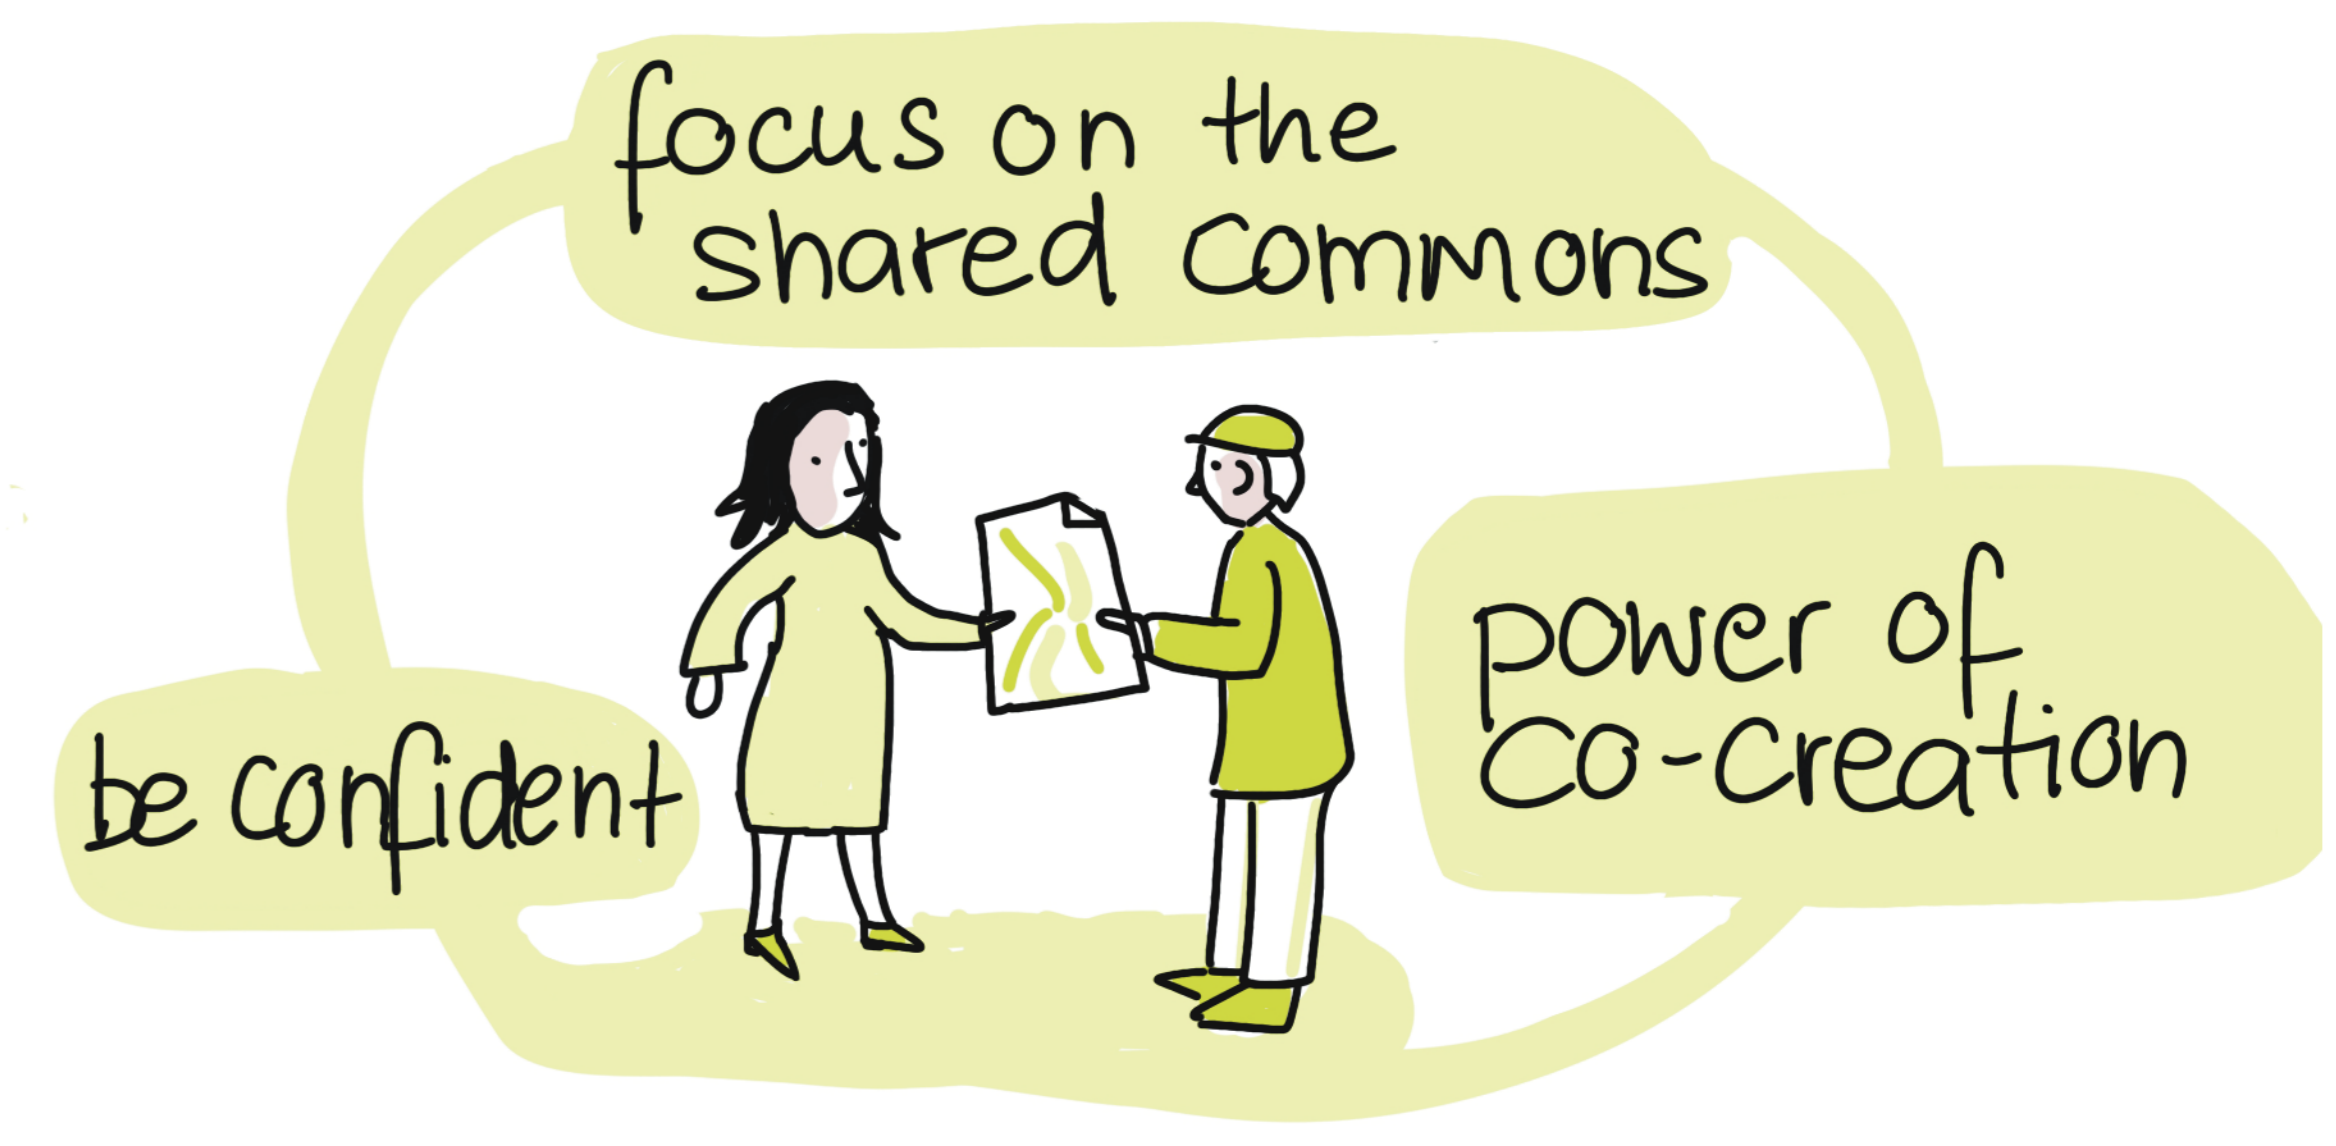 focus on the
shared commons
be confident
power of
co-creation